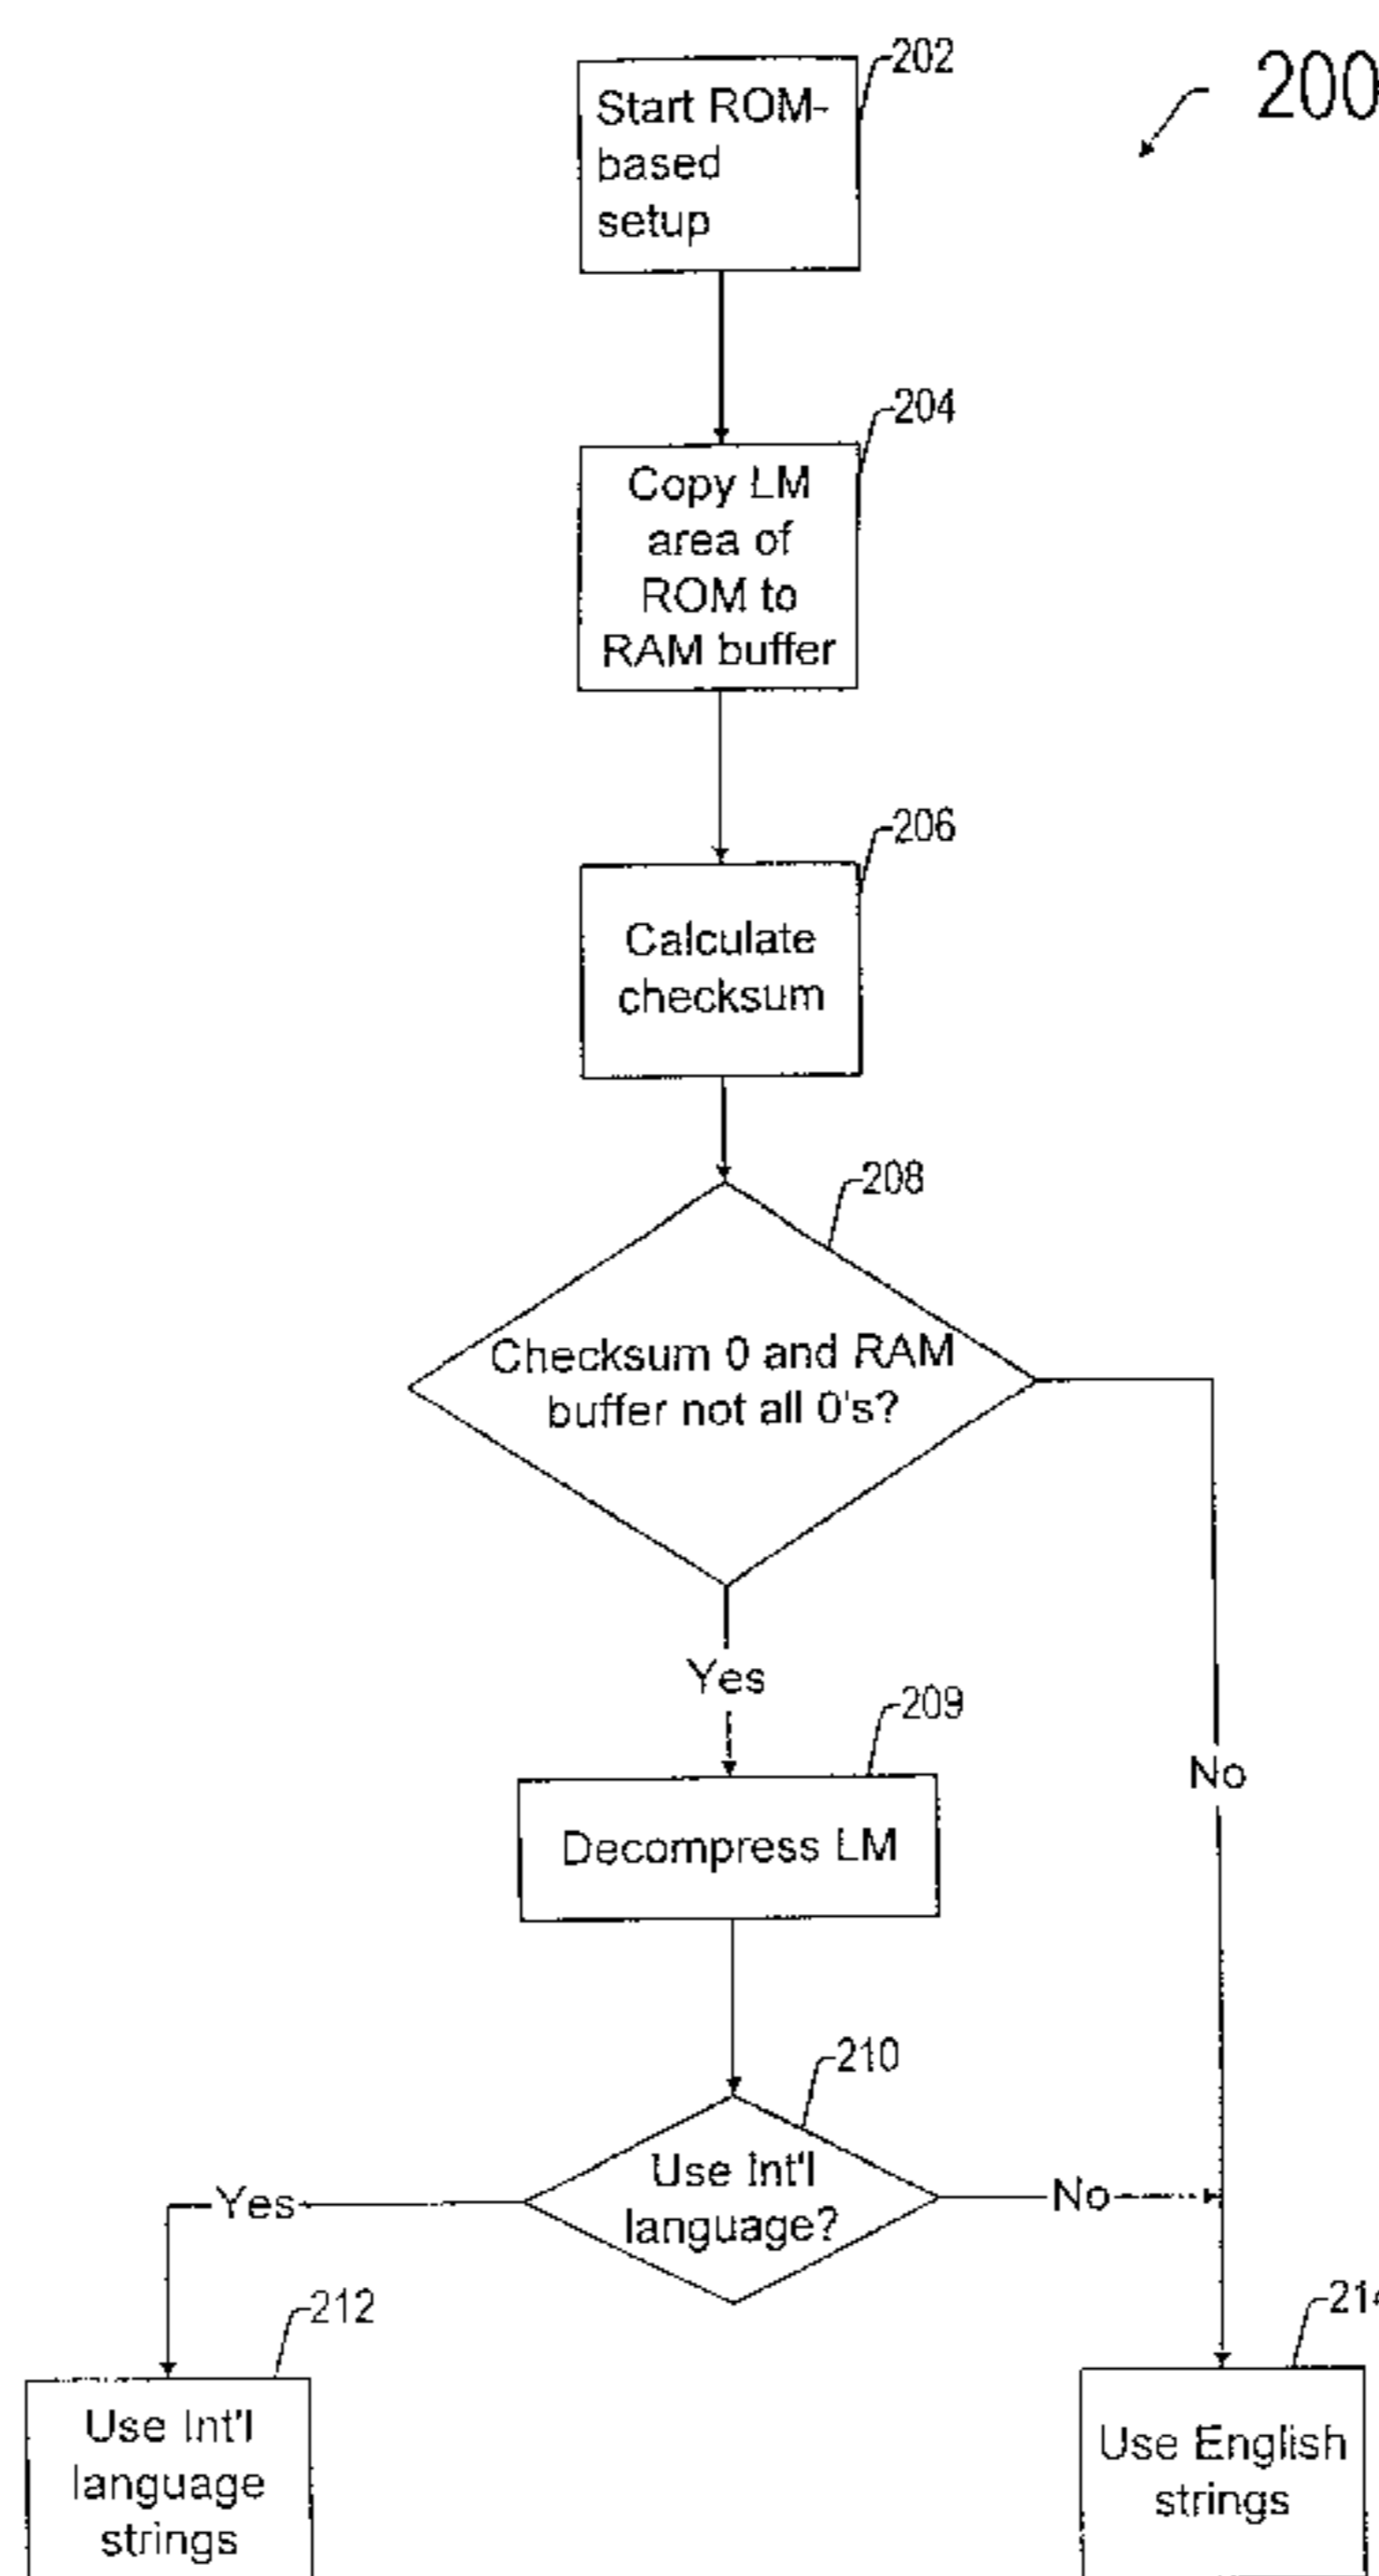 202
200
Start ROM-
based
setup
204
Copy LM
area of
ROM to
RAM buffer
206
Calculate
checksum
208
Checksum 0 and RAM
buffer not all 0's?
Yes
209
No
Decompress LM
210
Use Int'l
language?
Yes
No
212
214
Use Int'l
language
strings
Use English
strings